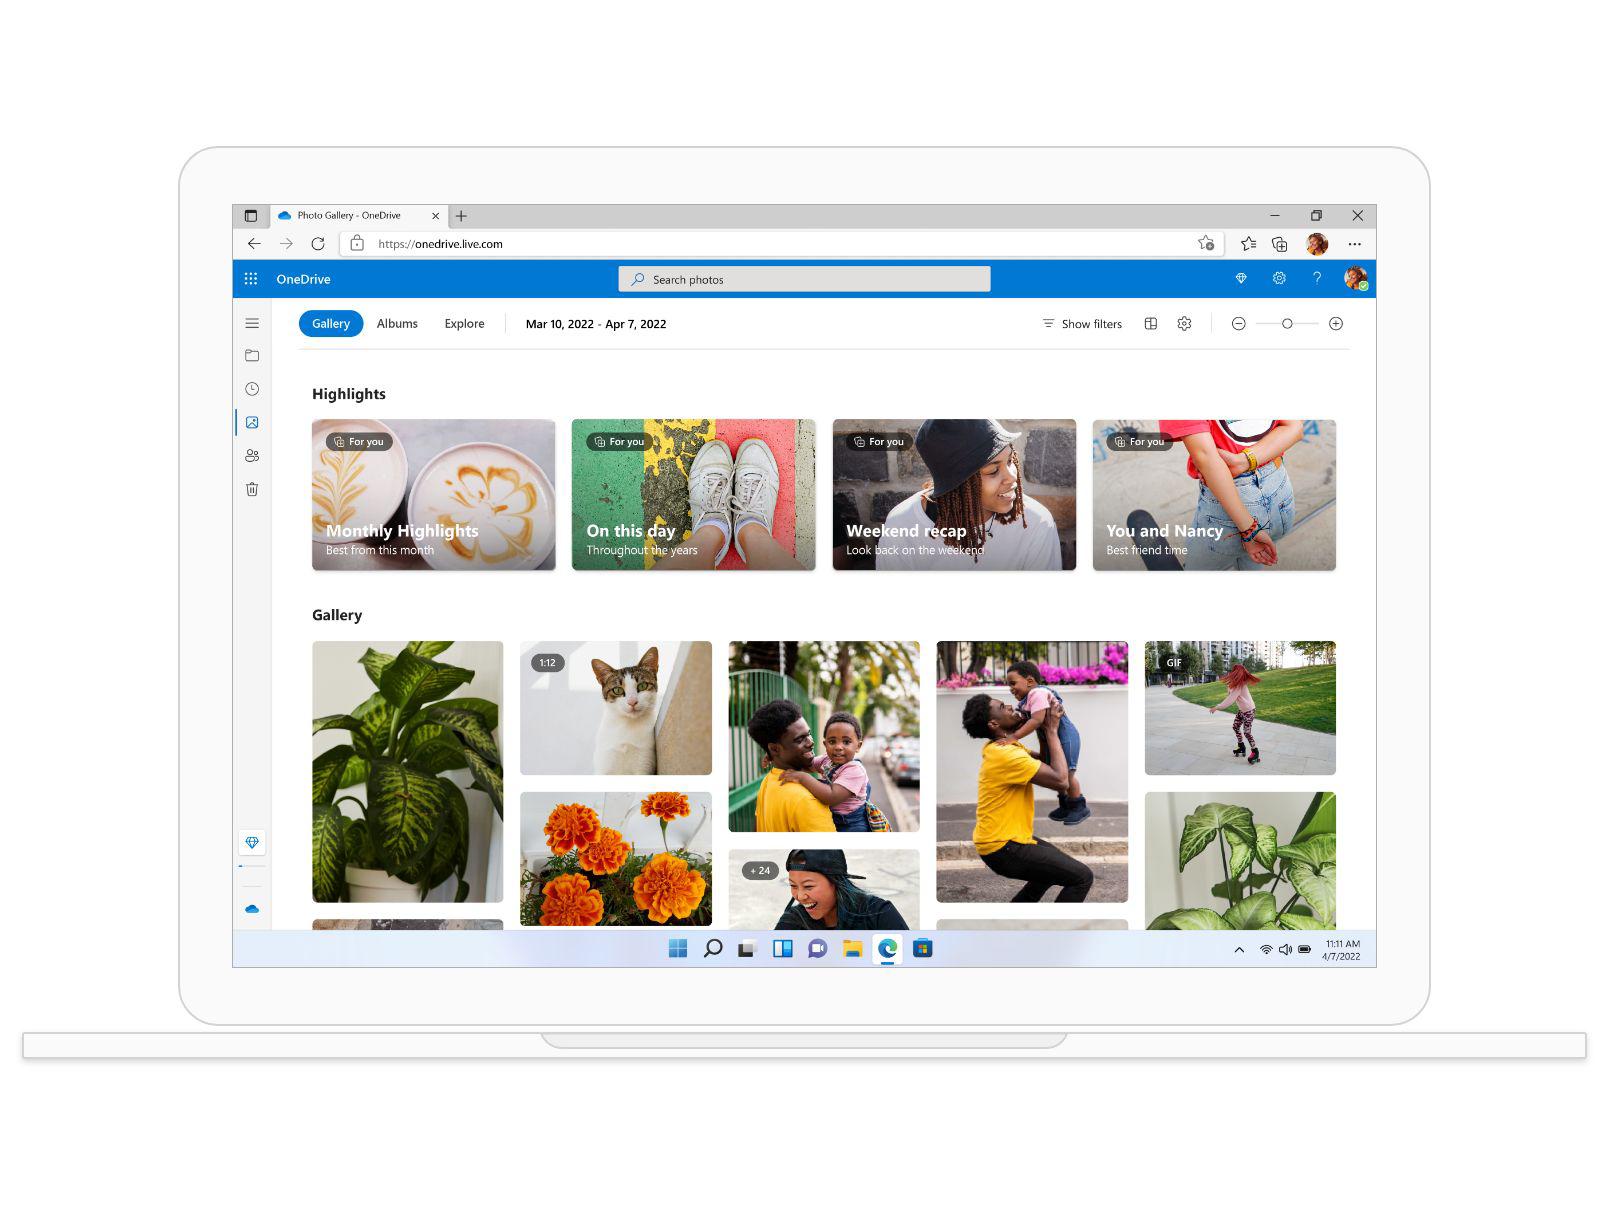 Photo Gallery - OneDrive
https://onedrive.live.com
OneDrive
Search photos
?
Gallery
Albums
Explore
Mar 10, 2022 - Apr 7, 2022
Show filters
Highlights
For you
Monthly Highlights
Best from this month
For you
On this day
Throughout the years
For you
Weekend recap
Look back on the weekend
For you
You and Nancy
Best friend time
Gallery
1:12
GIF
+ 24
11:11 AM
4/7/2022